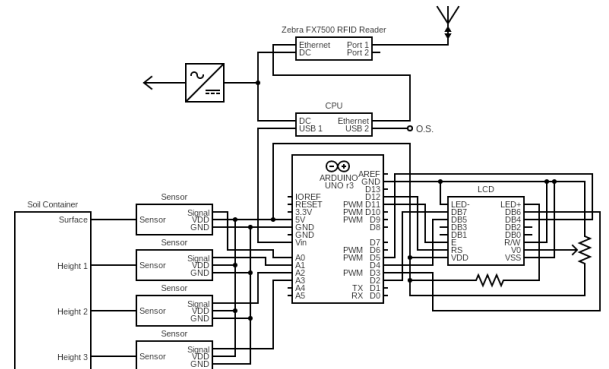 Zebra FX7500 RFID Reader
Ethernet Port 1
DC Port 2
CPU
DC Ethernet
USB 1 USB 2
O.S.
ARDUINO
UNO r3
AREF
GND
D13
IOREF D12
RESET PWM D11
3.3V PWM D10
5V PWM D9
GND D8
GND
Vin D7
PWM D6
A0 PWM D5
A1 D4
A2 PWM D3
A3 D2
A4 TX D1
A5 RX D0
LCD
LED- LED+
DB7 DB6
DB5 DB4
DB3 DB2
DB1 DB0
E R/W
RS V0
VDD VSS
Soil Container
Surface
Height 1
Height 2
Height 3
Sensor
Sensor Signal
VDD
GND
Sensor
Sensor Signal
VDD
GND
Sensor
Sensor Signal
VDD
GND
Sensor
Sensor Signal
VDD
GND